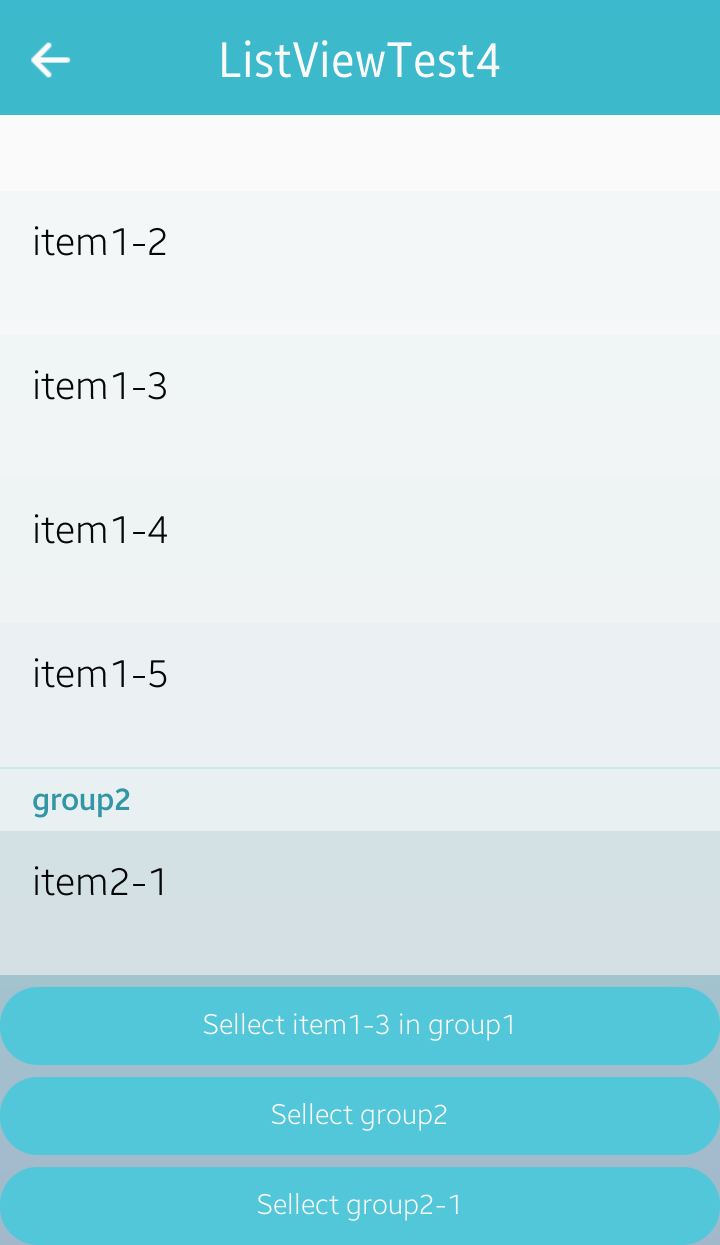 ListViewTest4
item1-2
item1-3
item1-4
item1-5
group2
item2-1
Sellect item1-3 in group1
Sellect group2
Sellect group2-1